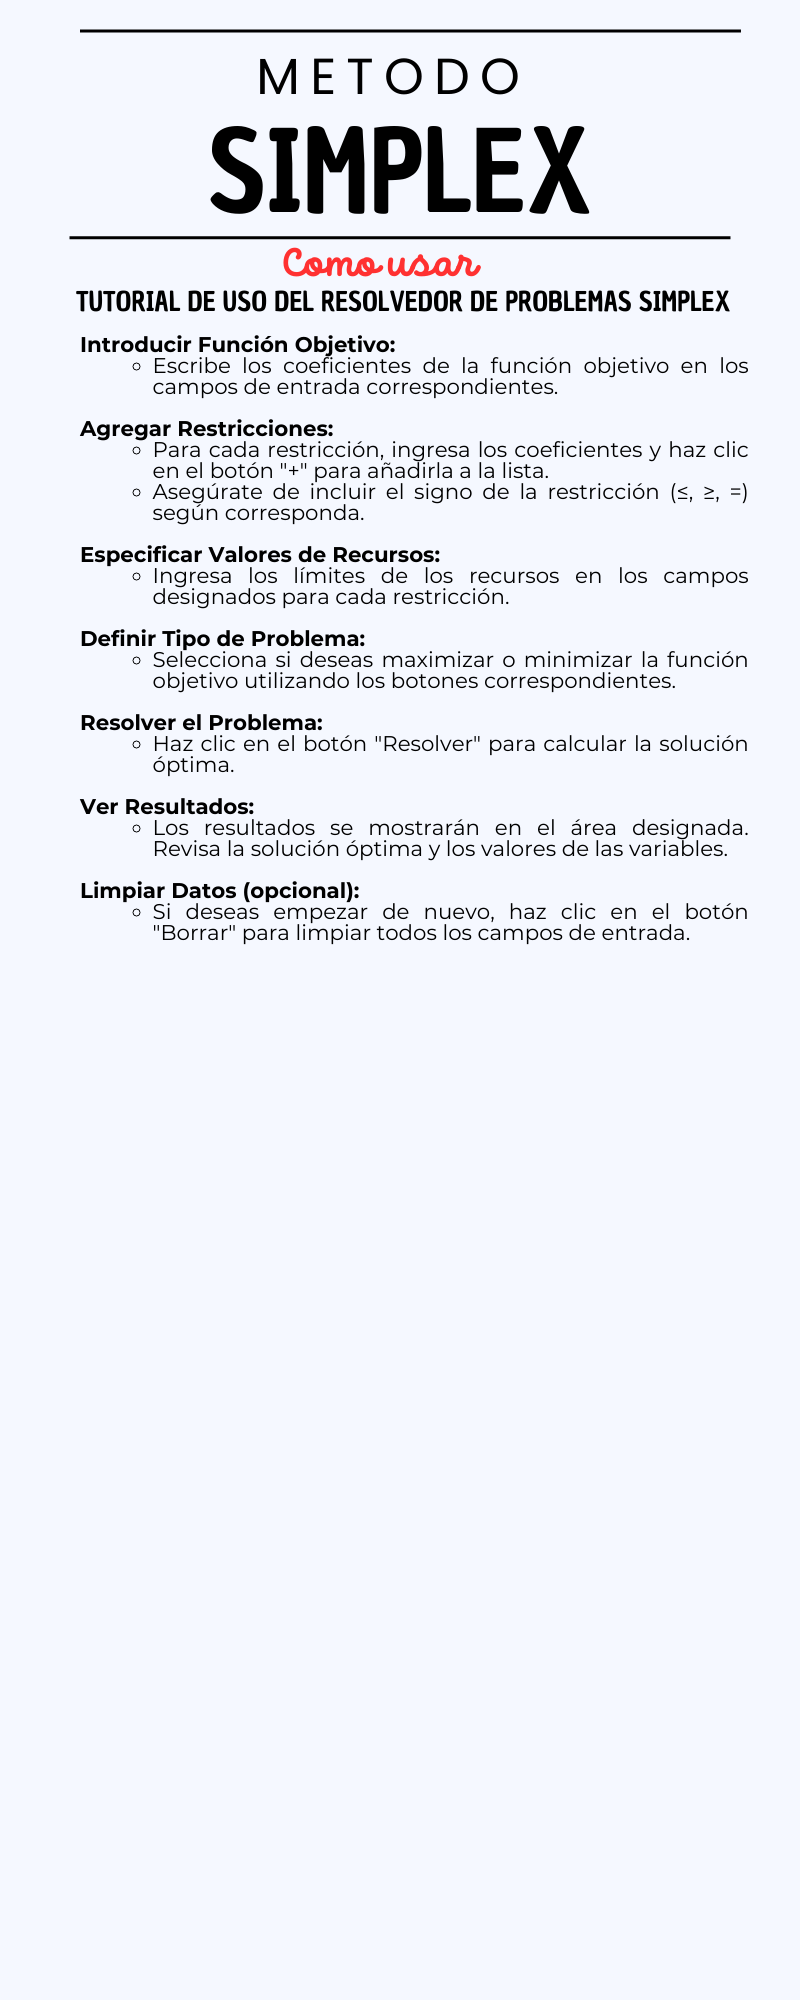 METODO
SIMPLEX
Como usar
TUTORIAL DE USO DEL RESOLVEDOR DE PROBLEMAS SIMPLEX
Introducir Función Objetivo:
Escribe los coeficientes de la función objetivo en los
campos de entrada correspondientes.
Agregar Restricciones:
Para cada restricción, ingresa los coeficientes y haz clic
en el botón "+" para añadirla a la lista.
Asegúrate de incluir el signo de la restricción (≤, ≥, =)
según corresponda.
Especificar Valores de Recursos:
Ingresa los límites de los recursos en los campos
designados para cada restricción.
Definir Tipo de Problema:
Selecciona si deseas maximizar o minimizar la función
objetivo utilizando los botones correspondientes.
Resolver el Problema:
Haz clic en el botón "Resolver" para calcular la solución
óptima.
Ver Resultados:
Los resultados se mostrarán en el área designada.
Revisa la solución óptima y los valores de las variables.
Limpiar Datos (opcional):
Si deseas empezar de nuevo, haz clic en el botón
"Borrar" para limpiar todos los campos de entrada.